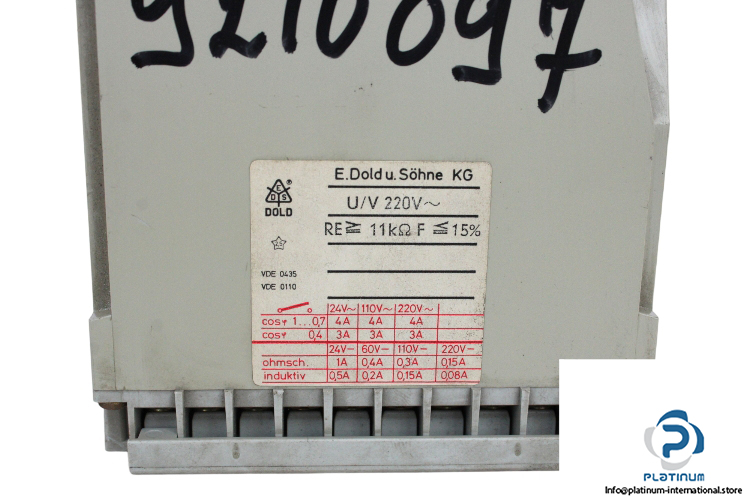 9210097
E.Dold u. Söhne KG
E
D S
DOLD
U/V 220V~
RE ≧ 11kΩ F ≦ 15%
VDE 0435
VDE 0110
24V~ 110V~ 220V~
cosφ 1...0,7 4A 4A 4A
cosφ 0,4 3A 3A 3A
24V– 60V– 110V– 220V–
ohmsch. 1A 0,4A 0,3A 0,15A
induktiv 0,5A 0,2A 0,15A 0,08A
PLATINUM
Info@platinum-international.store